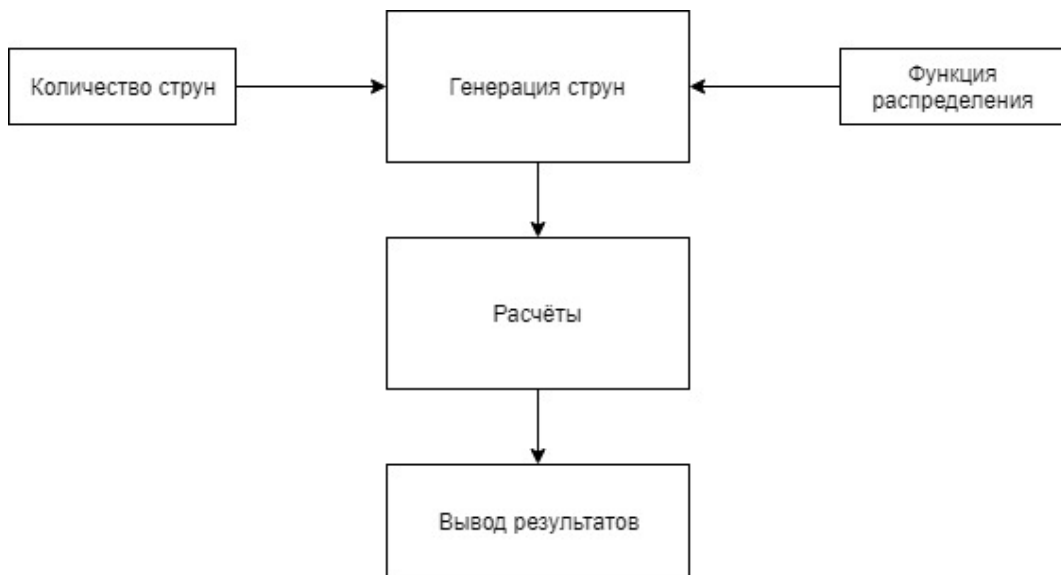 Количество струн
Генерация струн
Функция
распределения
Расчёты
Вывод результатов